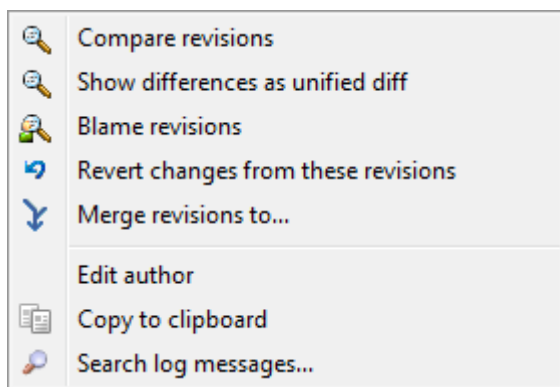 Compare revisions
Show differences as unified diff
Blame revisions
Revert changes from these revisions
Merge revisions to...
Edit author
Copy to clipboard
Search log messages...